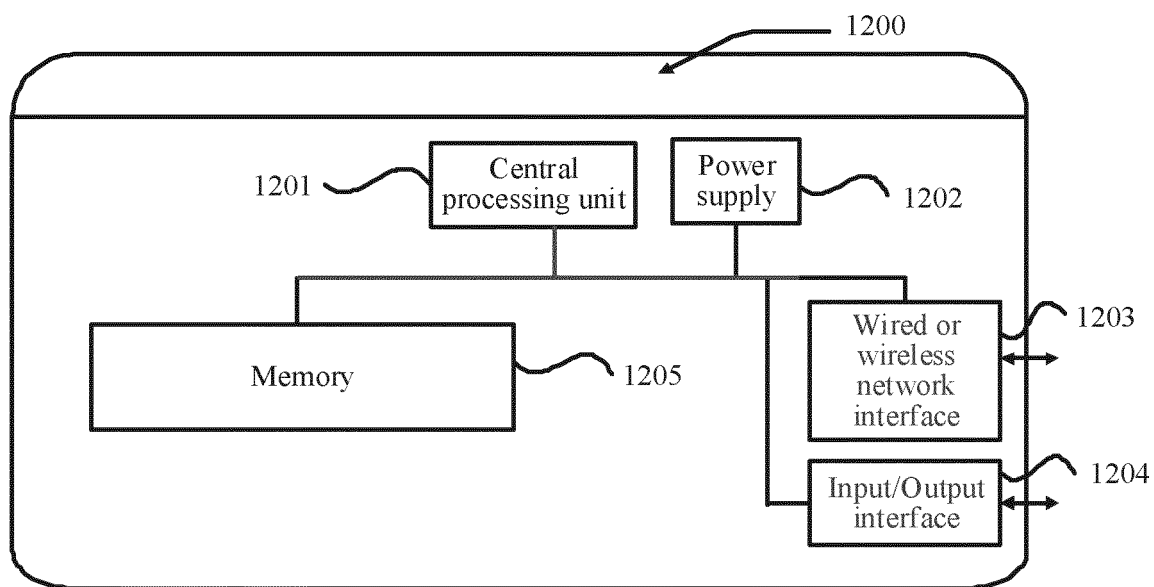 1200
Central
processing unit
1201
Power
supply
1202
Wired or
wireless
network
interface
1203
Memory
1205
Input/Output
interface
1204